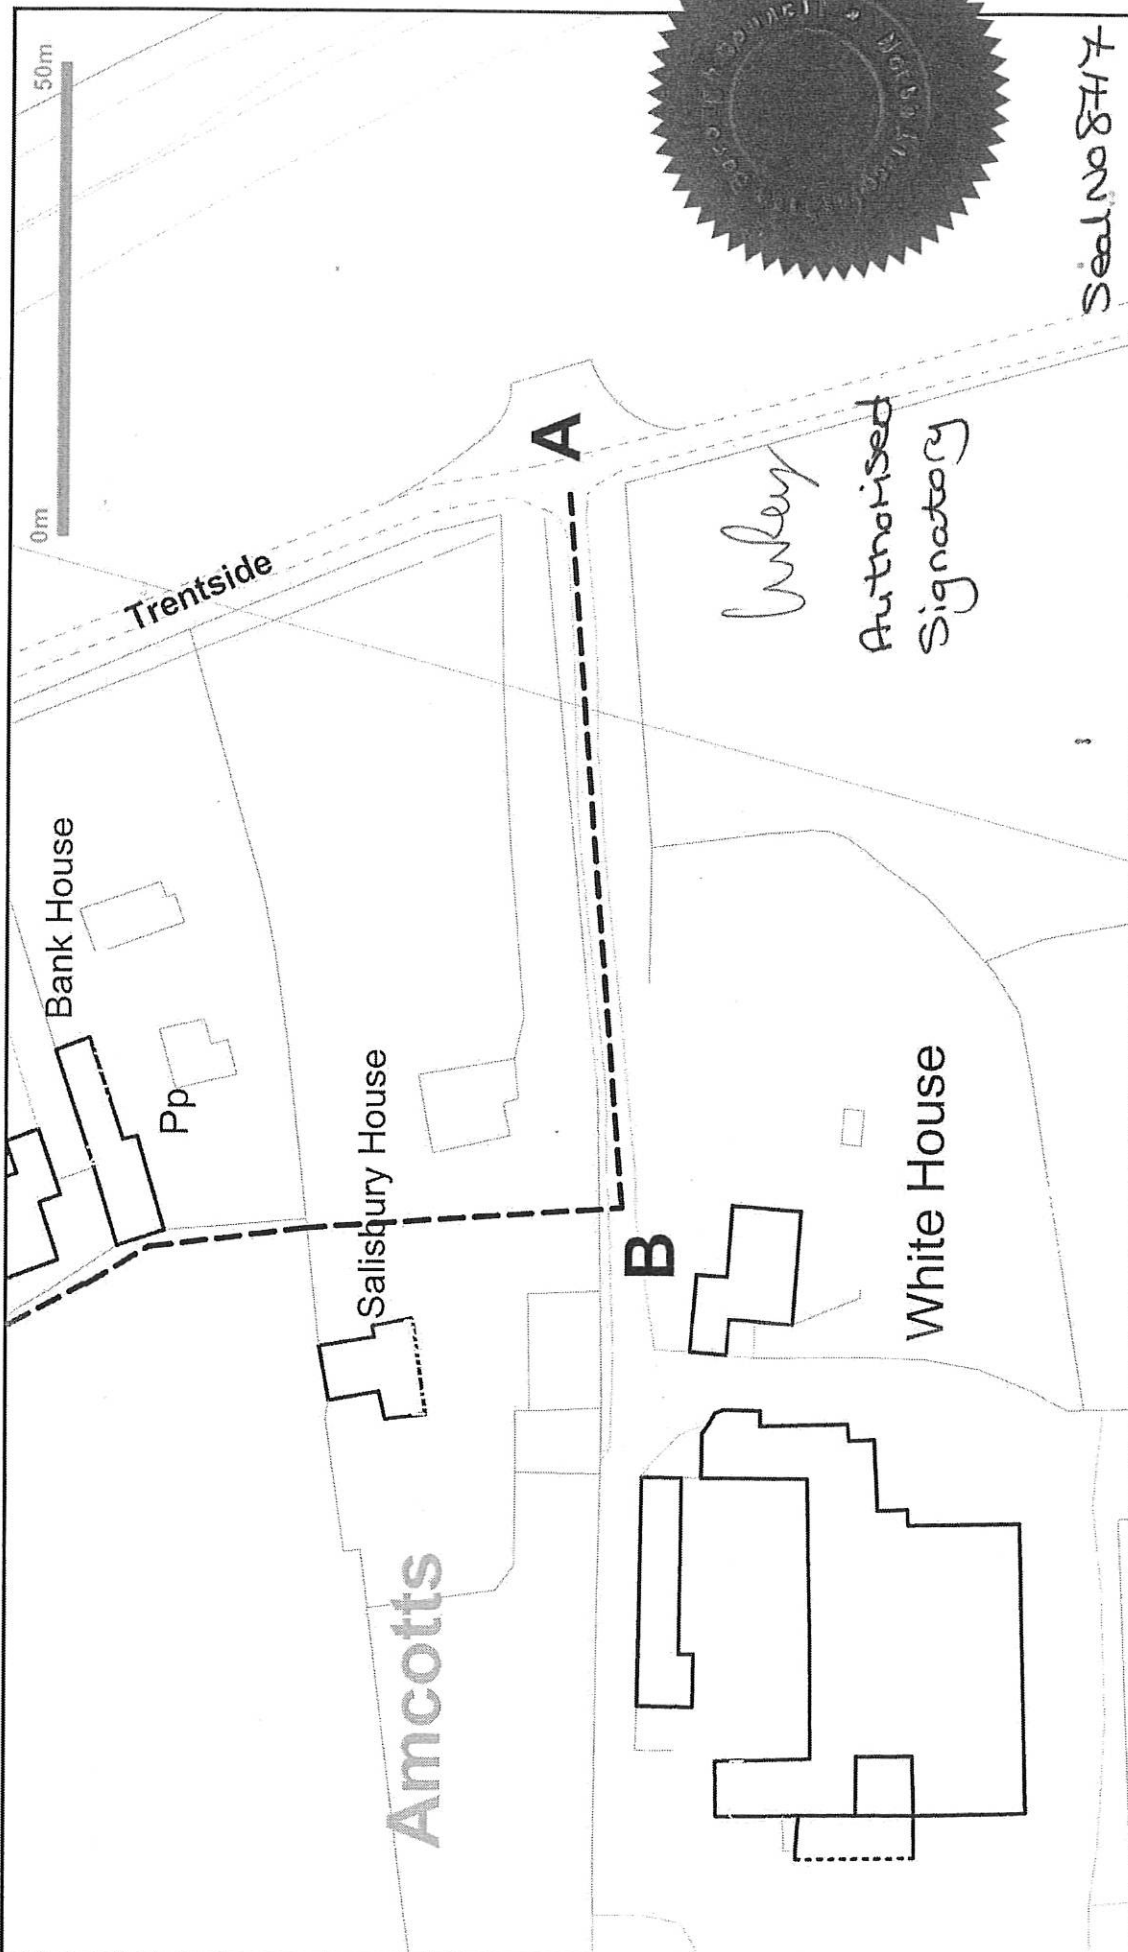 0m
50m
Trentside
Bank House
Pp
Salisbury House
Amcotts
A
B
White House
Authorised
Signatory
Seal No 8747